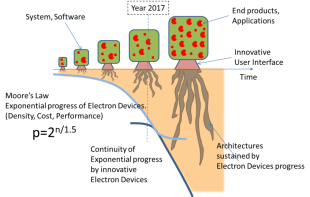 Year 2017
System, Software
End products,
Applications
Innovative
User Interface
Time
Moore's Law
Exponential progress of Electron Devices.
(Density, Cost, Performance)
p=2^n/1.5
Continuity of
Exponential progress
by innovative
Electron Devices
Architectures
sustained by
Electron Devices progress